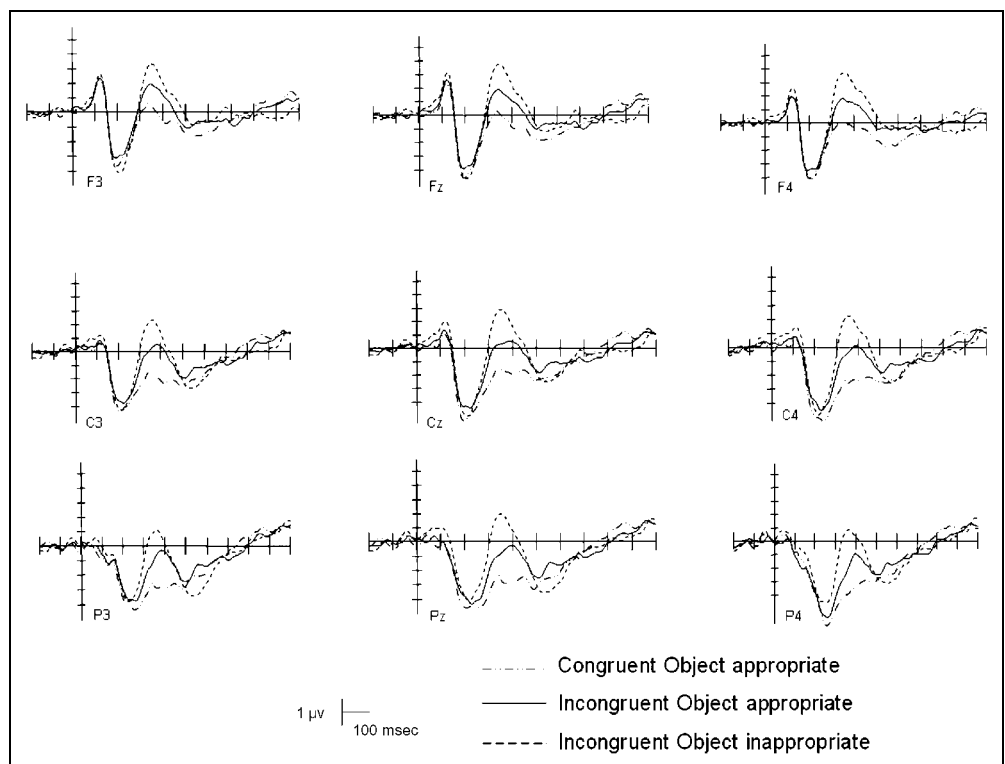 F3
Fz
F4
C3
Cz
C4
P3
Pz
P4
Congruent Object appropriate
Incongruent Object appropriate
Incongruent Object inappropriate
1 µv
100 msec